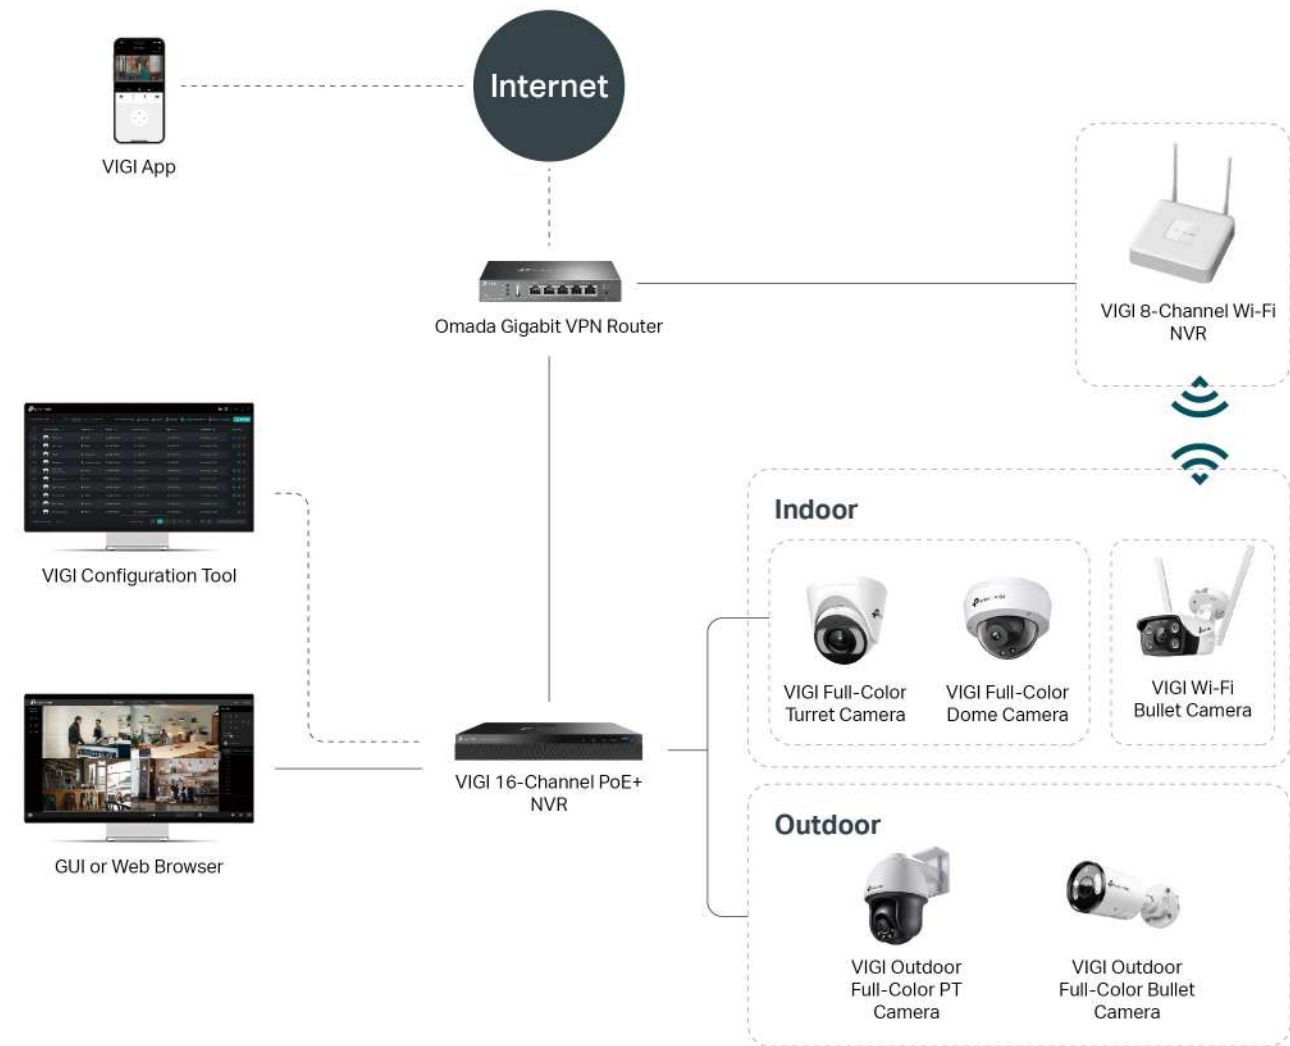 Internet
VIGI App
VIGI 8-Channel Wi-Fi
NVR
Omada Gigabit VPN Router
VIGI Configuration Tool
Indoor
VIGI Full-Color
Turret Camera
VIGI Full-Color
Dome Camera
VIGI Wi-Fi
Bullet Camera
VIGI 16-Channel PoE+
NVR
GUI or Web Browser
Outdoor
VIGI Outdoor
Full-Color PT
Camera
VIGI Outdoor
Full-Color Bullet
Camera